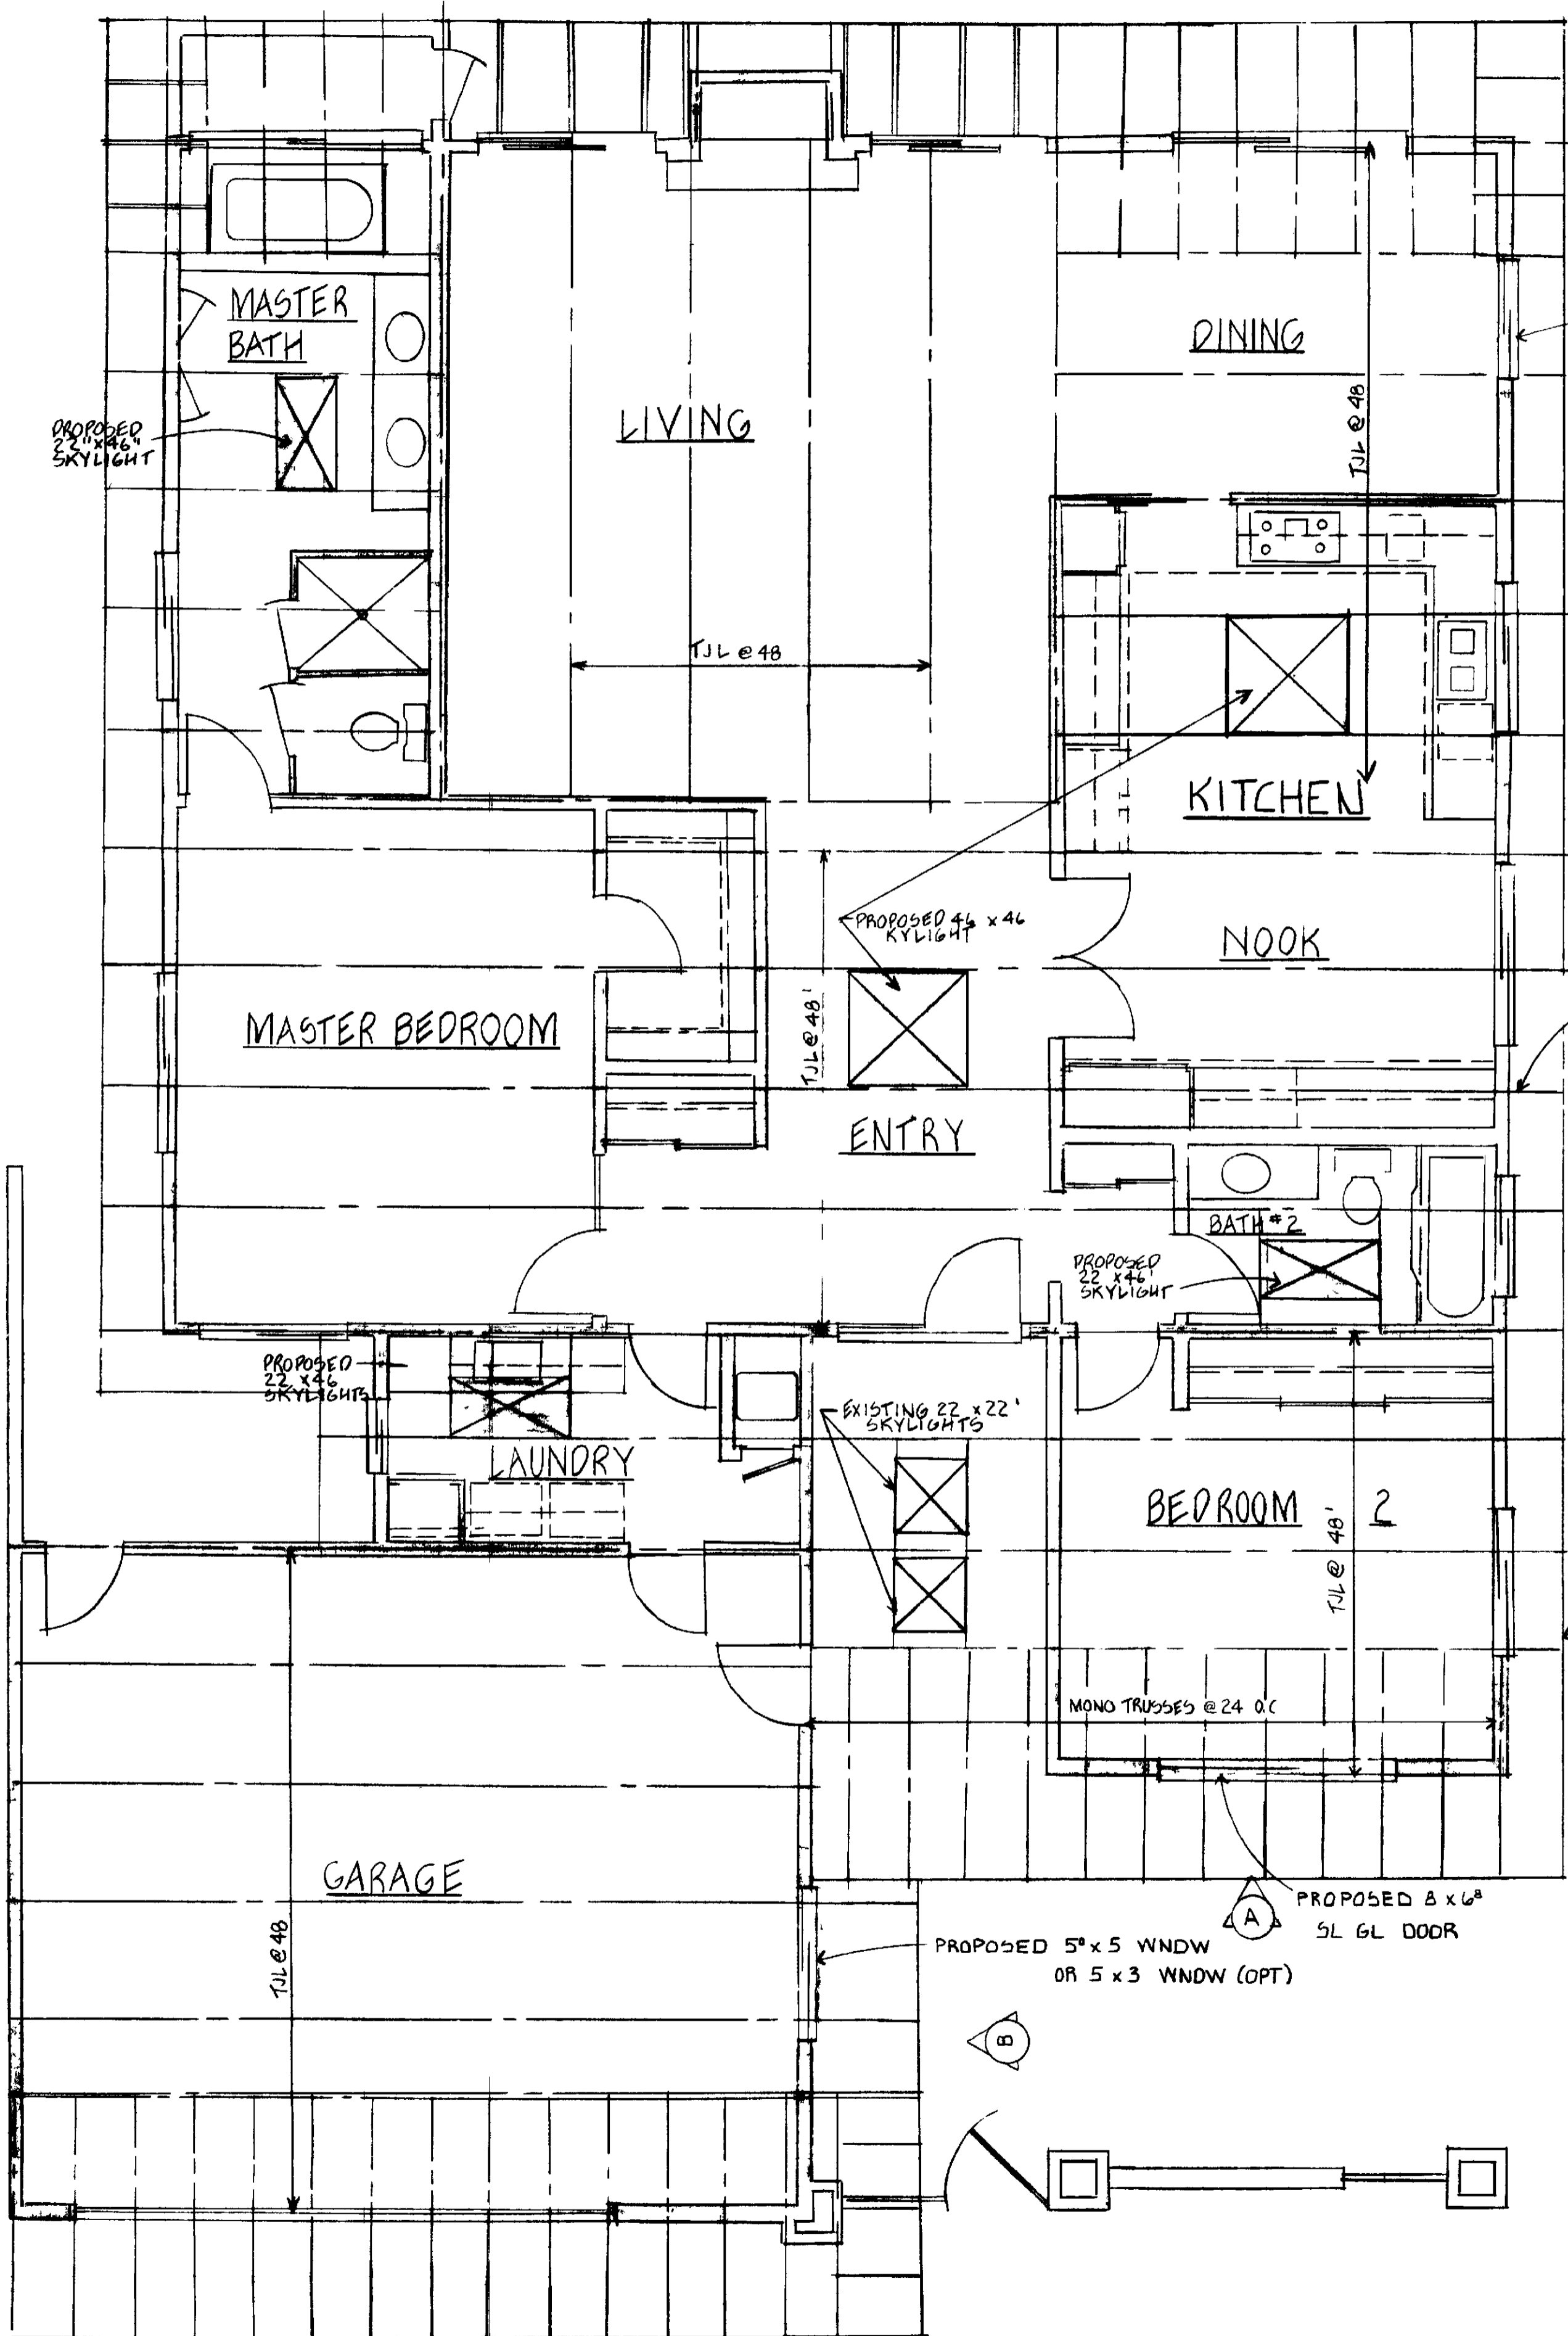 MASTER
BATH
PROPOSED
22"x46"
SKYLIGHT
LIVING
DINING
TJL @ 48
TJL @ 48
KITCHEN
PROPOSED 46 x 46
KYLIGHT
NOOK
MASTER BEDROOM
TJL @ 48'
ENTRY
BATH #2
PROPOSED
22 x46'
SKYLIGHT
PROPOSED
22 x46
SKYLIGHTS
EXISTING 22 x 22'
SKYLIGHTS
LAUNDRY
BEDROOM 2
TJL @ 48'
MONO TRUSSES @ 24 O.C
GARAGE
TJL @ 48
A
PROPOSED 8 x 6⁸
SL GL DOOR
PROPOSED 5⁰ x 5 WNDW
OR 5 x 3 WNDW (OPT)
B